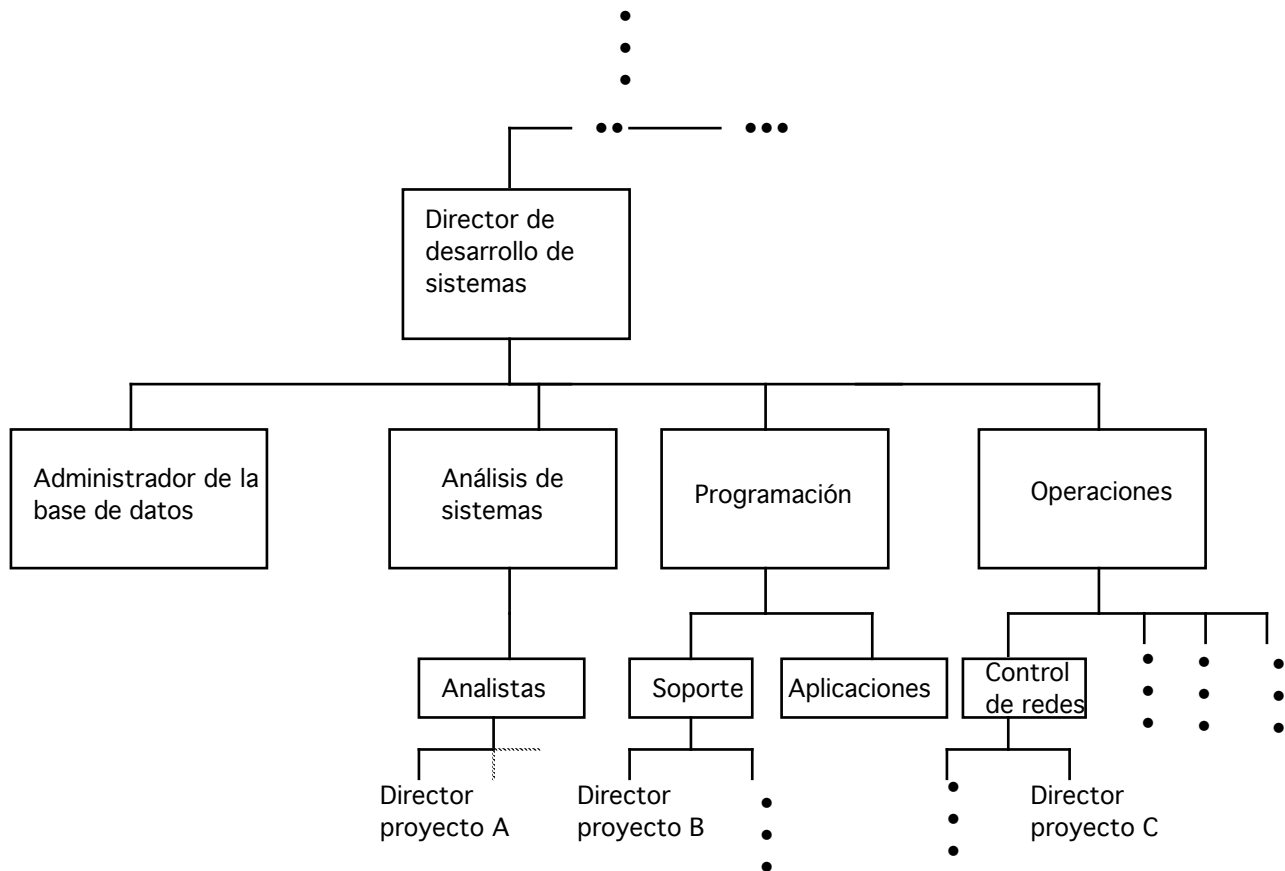 Director de
desarrollo de
sistemas
Administrador de la
base de datos
Análisis de
sistemas
Programación
Operaciones
Analistas
Soporte
Aplicaciones
Control
de redes
Director
proyecto A
Director
proyecto B
Director
proyecto C